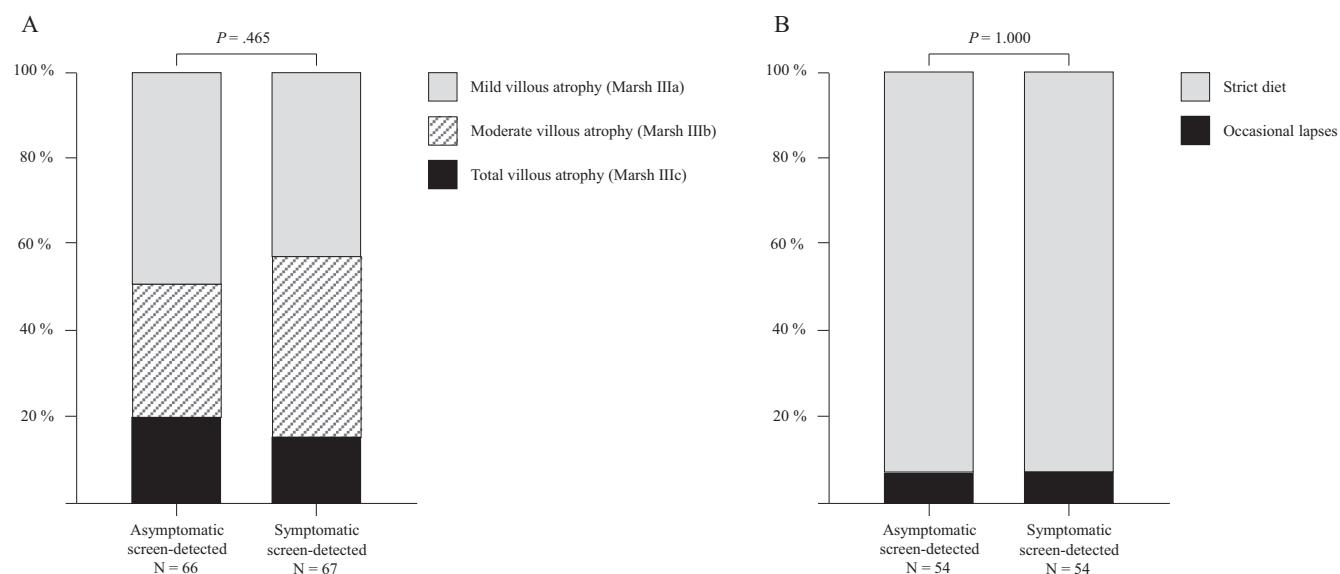 A
P = .465
100 %
80 %
60 %
40 %
20 %
Mild villous atrophy (Marsh IIIa)
Moderate villous atrophy (Marsh IIIb)
Total villous atrophy (Marsh IIIc)
Asymptomatic
screen-detected
N = 66
Symptomatic
screen-detected
N = 67
B
P = 1.000
100 %
80 %
60 %
40 %
20 %
Strict diet
Occasional lapses
Asymptomatic
screen-detected
N = 54
Symptomatic
screen-detected
N = 54